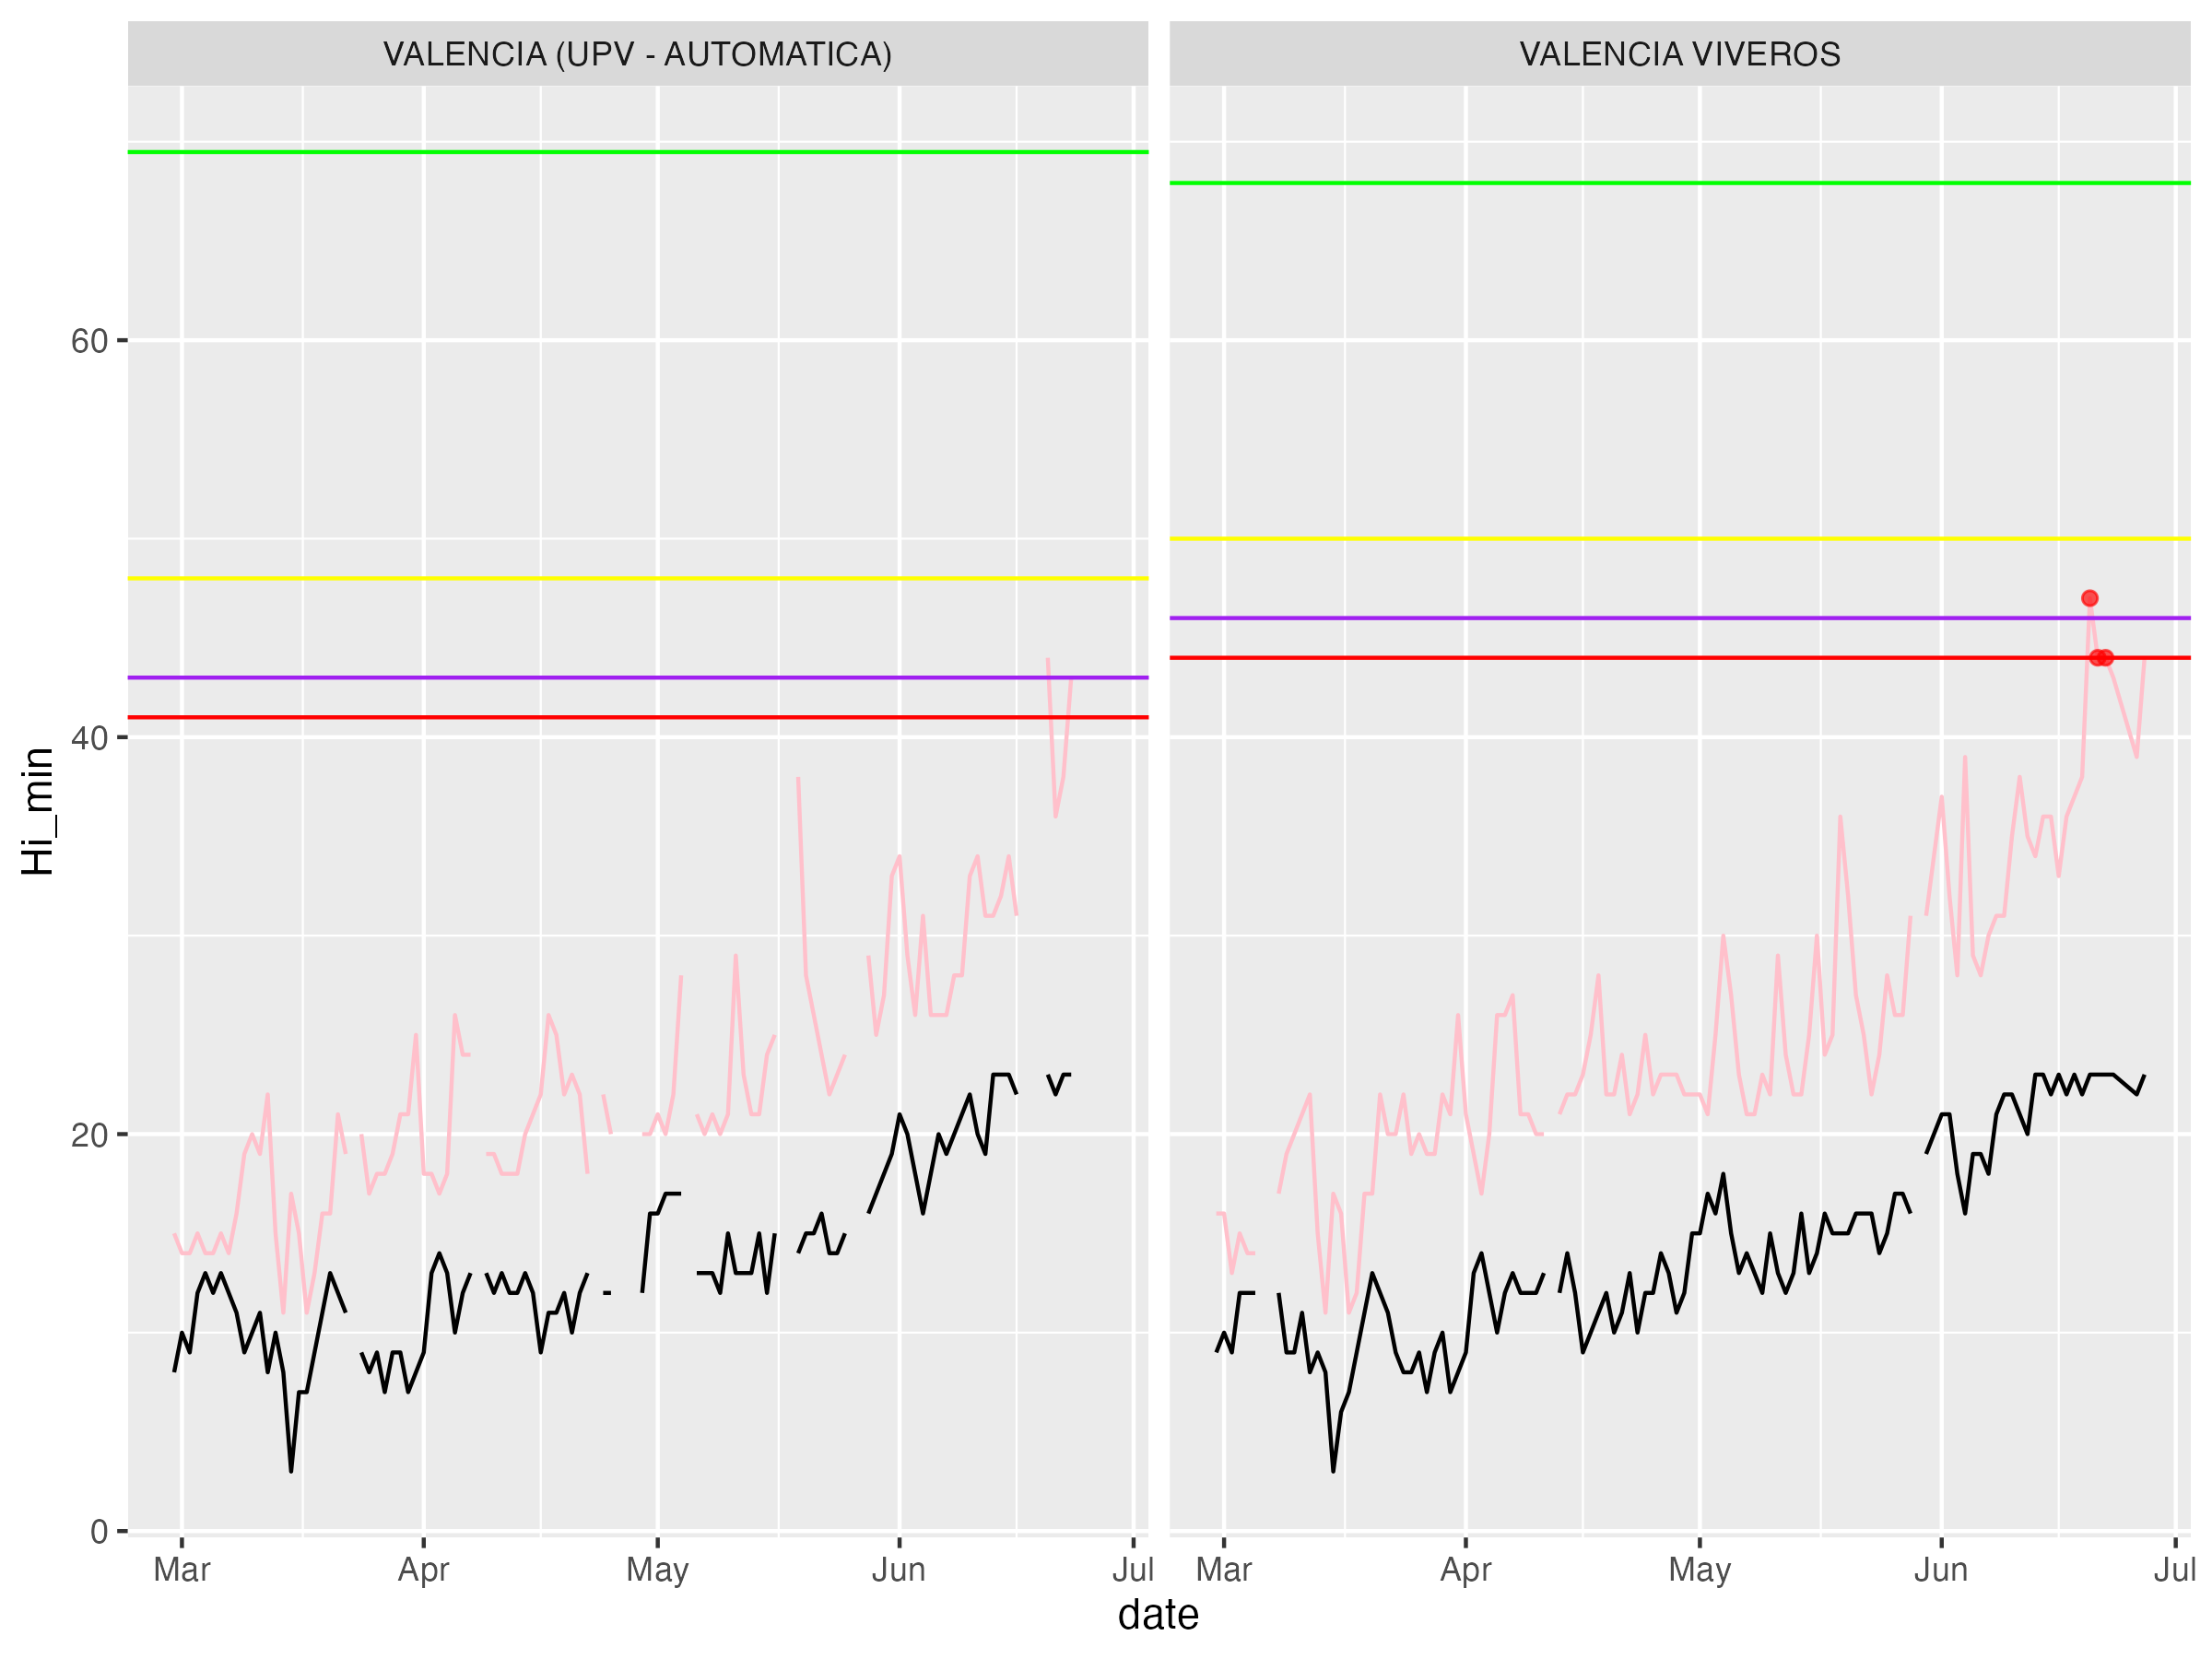 VALENCIA (UPV - AUTOMATICA)
VALENCIA VIVEROS
60
40
20
0
Hi_min
Mar Apr May Jun Jul
Mar Apr May Jun Jul
date